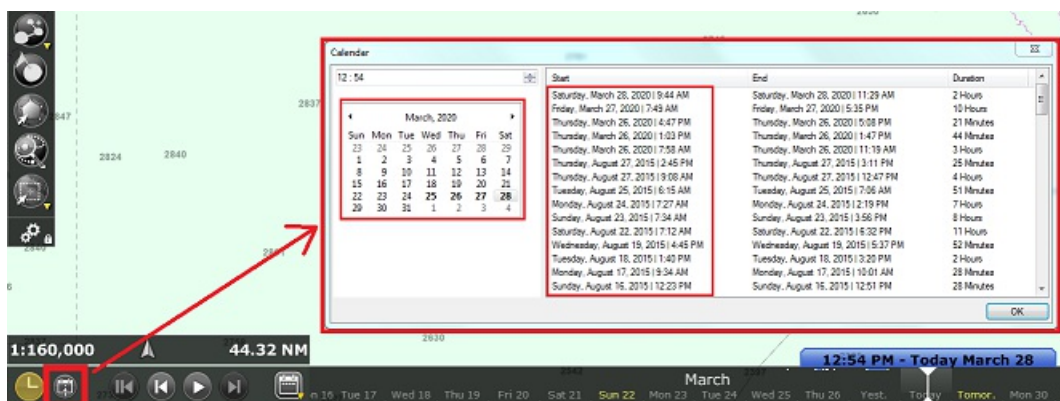 2847
2824
2840
2837
Calendar
12 : 54
March, 2020
Sun Mon Tue Wed Thu Fri Sat
23 24 25 26 27 28 29
1 2 3 4 5 6 7
8 9 10 11 12 13 14
15 16 17 18 19 20 21
22 23 24 25 26 27 28
29 30 31 1 2 3 4
Start End Duration
Saturday, March 28, 2020 | 9:44 AM Saturday, March 28, 2020 | 11:29 AM 2 Hours
Friday, March 27, 2020 | 7:49 AM Friday, March 27, 2020 | 5:35 PM 10 Hours
Thursday, March 26, 2020 | 4:47 PM Thursday, March 26, 2020 | 5:08 PM 21 Minutes
Thursday, March 26, 2020 | 1:03 PM Thursday, March 26, 2020 | 1:47 PM 44 Minutes
Thursday, March 26, 2020 | 7:58 AM Thursday, March 26, 2020 | 11:19 AM 3 Hours
Thursday, August 27, 2015 | 2:45 PM Thursday, August 27, 2015 | 3:11 PM 25 Minutes
Thursday, August 27, 2015 | 9:08 AM Thursday, August 27, 2015 | 12:47 PM 4 Hours
Tuesday, August 25, 2015 | 6:15 AM Tuesday, August 25, 2015 | 7:06 AM 51 Minutes
Monday, August 24, 2015 | 7:27 AM Monday, August 24, 2015 | 2:19 PM 7 Hours
Sunday, August 23, 2015 | 7:34 AM Sunday, August 23, 2015 | 3:56 PM 8 Hours
Saturday, August 22, 2015 | 7:12 AM Saturday, August 22, 2015 | 6:32 PM 11 Hours
Wednesday, August 19, 2015 | 4:45 PM Wednesday, August 19, 2015 | 5:37 PM 52 Minutes
Tuesday, August 18, 2015 | 1:40 PM Tuesday, August 18, 2015 | 3:20 PM 2 Hours
Monday, August 17, 2015 | 9:34 AM Monday, August 17, 2015 | 10:01 AM 28 Minutes
Sunday, August 16, 2015 | 12:23 PM Sunday, August 16, 2015 | 12:51 PM 28 Minutes
OK
2830
1:160,000 44.32 NM
12:54 PM - Today March 28
March
n 16 Tue 17 Wed 18 Thu 19 Fri 20 Sat 21 Sun 22 Mon 23 Tue 24 Wed 25 Thu 26 Yest. Today Tomor. Mon 30